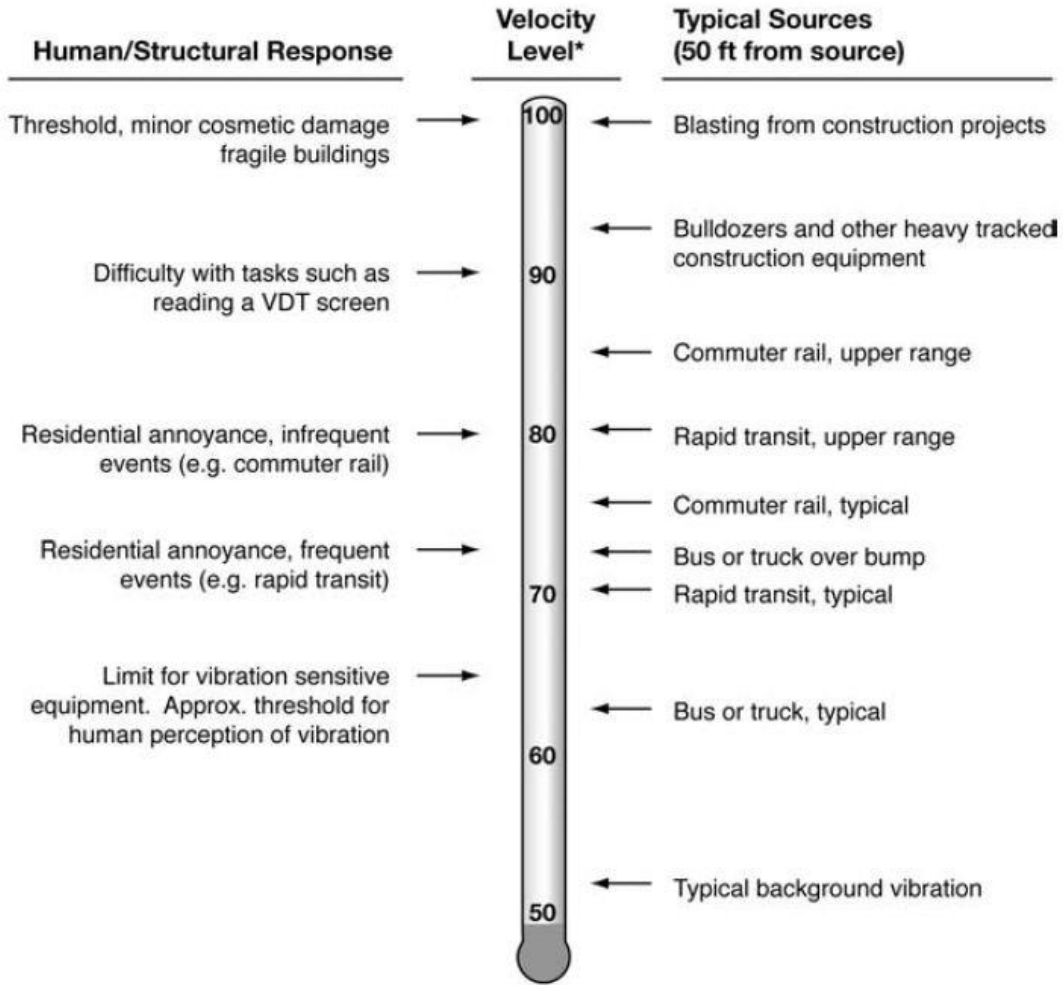 Human/Structural Response
Velocity
Level*
Typical Sources
(50 ft from source)
Threshold, minor cosmetic damage
fragile buildings
100
Blasting from construction projects
Bulldozers and other heavy tracked
construction equipment
Difficulty with tasks such as
reading a VDT screen
90
Commuter rail, upper range
Residential annoyance, infrequent
events (e.g. commuter rail)
80
Rapid transit, upper range
Commuter rail, typical
Residential annoyance, frequent
events (e.g. rapid transit)
Bus or truck over bump
70
Rapid transit, typical
Limit for vibration sensitive
equipment. Approx. threshold for
human perception of vibration
Bus or truck, typical
60
Typical background vibration
50